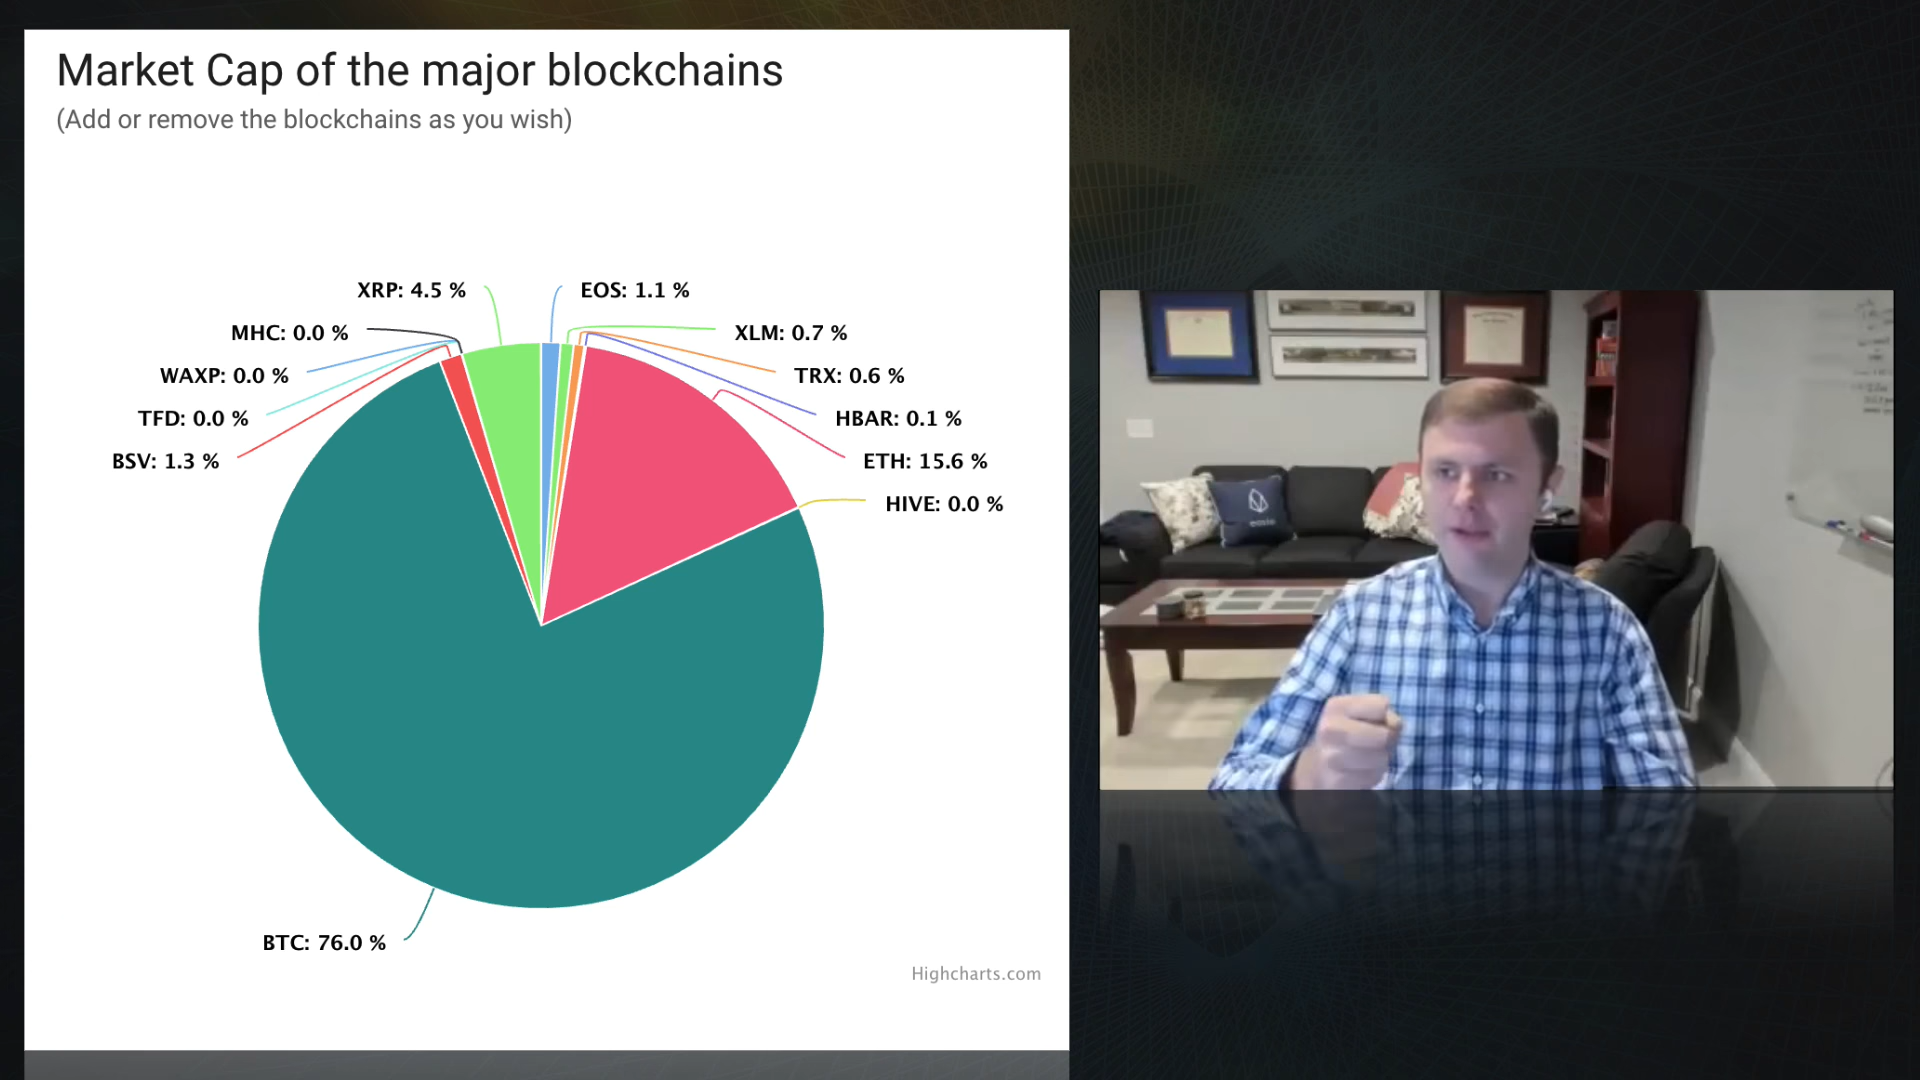 Market Cap of the major blockchains
(Add or remove the blockchains as you wish)
XRP: 4.5 %
EOS: 1.1 %
MHC: 0.0 %
XLM: 0.7 %
WAXP: 0.0 %
TRX: 0.6 %
TFD: 0.0 %
HBAR: 0.1 %
BSV: 1.3 %
ETH: 15.6 %
HIVE: 0.0 %
BTC: 76.0 %
Highcharts.com
eosio